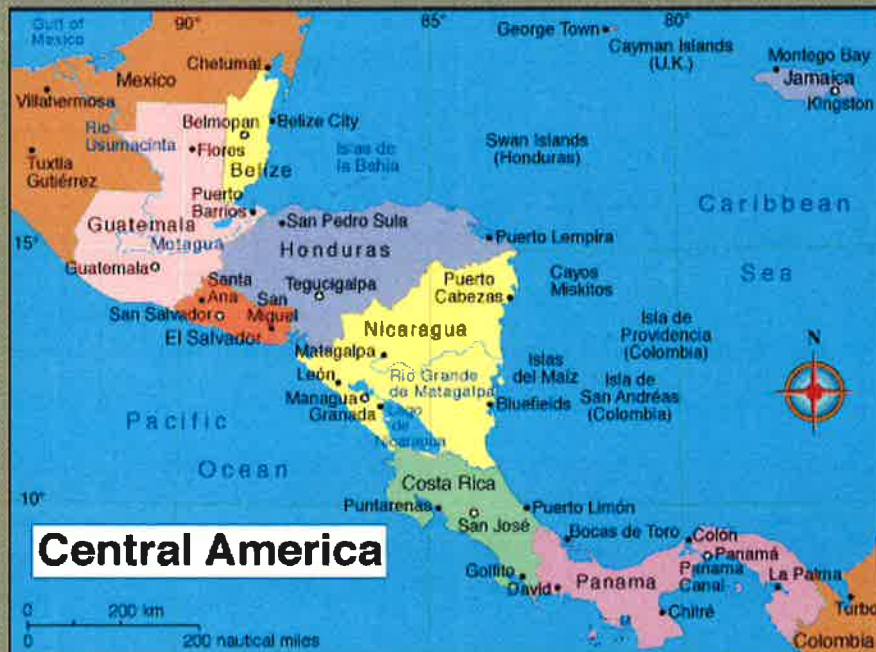 Gulf of
Mexico
90°
85°
80°
George Town
Cayman Islands
(U.K.)
Montego Bay
Jamaica
Kingston
Chetumal
Mexico
Villahermosa
Rio
Usumacinta
Belmopan
Belize City
Flores
Belize
Tuxtla
Gutiérrez
Islas de
la Bahia
Swan Islands
(Honduras)
Puerto
Barrios
Guatemala
Motagua
San Pedro Sula
Honduras
Puerto Lempira
Caribbean
Sea
15°
Guatemala
Santa
Ana
Tegucigalpa
Puerto
Cabezas
Cayos
Miskitos
San Salvador
San
Miguel
El Salvador
Nicaragua
Isla de
Providencia
(Colombia)
N
Matagalpa
León
Rio Grande
de Matagalpa
Islas
del Maíz
Isla de
San Andréas
(Colombia)
Managua
Granada
Lago
de
Nicaragua
Bluefields
Pacific
Ocean
Costa Rica
10°
Puntarenas
San José
Puerto Limón
Central America
Bocas de Toro
Colón
Panamá
Panama
Canal
Golfito
David
Panama
La Palma
Chitré
Turbo
Colombia
0
200 km
0
200 nautical miles